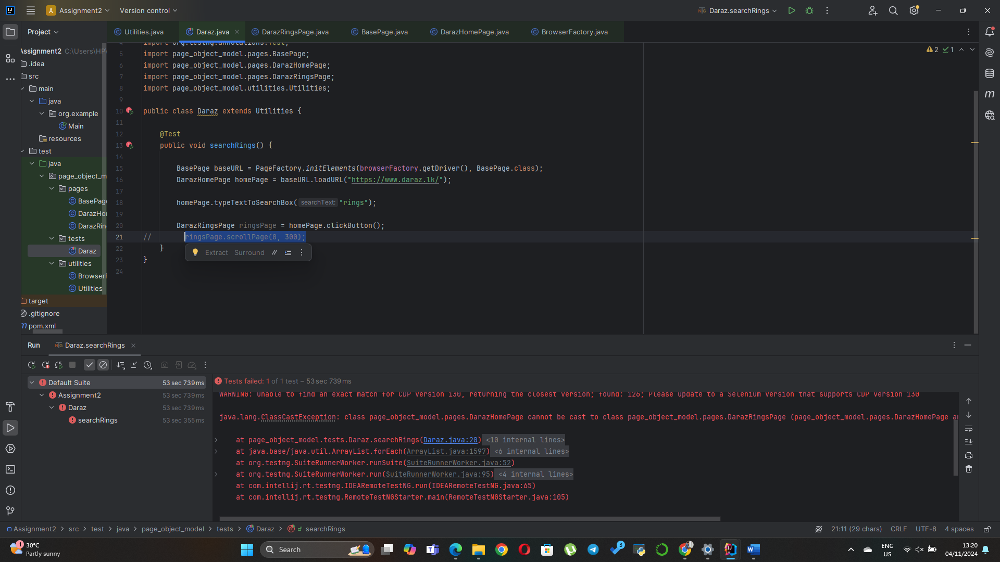 A Assignment2 Version control Daraz.searchRings
Project
Utilities.java Daraz.java DarazRingsPage.java BasePage.java DarazHomePage.java BrowserFactory.java
Assignment2 C:\Users\HP\
.idea
src
main
java
org.example
Main
resources
test
java
page_object_m
pages
BasePage
DarazHo
DarazRin
tests
Daraz
utilities
Browser
Utilities
target
.gitignore
pom.xml
2 1
4 import org.testng.annotations.Test;
5 import page_object_model.pages.BasePage;
6 import page_object_model.pages.DarazHomePage;
7 import page_object_model.pages.DarazRingsPage;
8 import page_object_model.utilities.Utilities;
9
10 public class Daraz extends Utilities {
11
12 @Test
13 public void searchRings() {
14
15 BasePage baseURL = PageFactory.initElements(browserFactory.getDriver(), BasePage.class);
16 DarazHomePage homePage = baseURL.loadURL("https://www.daraz.lk/");
17
18 homePage.typeTextToSearchBox( searchText: "rings");
19
20 DarazRingsPage ringsPage = homePage.clickButton();
21 // ringsPage.scrollPage(0, 300);
22 }
23 }
24
Extract Surround
Run Daraz.searchRings
Default Suite 53 sec 739 ms
Assignment2 53 sec 739 ms
Daraz 53 sec 739 ms
searchRings 53 sec 355 ms
Tests failed: 1 of 1 test – 53 sec 739 ms
WARNING: Unable to find an exact match for CDP version 130, returning the closest version; found: 126; Please update to a Selenium version that supports CDP version 130
java.lang.ClassCastException: class page_object_model.pages.DarazHomePage cannot be cast to class page_object_model.pages.DarazRingsPage (page_object_model.pages.DarazHomePage
at page_object_model.tests.Daraz.searchRings(Daraz.java:20) <10 internal lines>
at java.base/java.util.ArrayList.forEach(ArrayList.java:1597) <6 internal lines>
at org.testng.SuiteRunnerWorker.runSuite(SuiteRunnerWorker.java:52)
at org.testng.SuiteRunnerWorker.run(SuiteRunnerWorker.java:95) <4 internal lines>
at com.intellij.rt.testng.IDEARemoteTestNG.run(IDEARemoteTestNG.java:65)
at com.intellij.rt.testng.RemoteTestNGStarter.main(RemoteTestNGStarter.java:105)
Assignment2 > src > test > java > page_object_model > tests > Daraz > searchRings
21:11 (29 chars) CRLF UTF-8 4 spaces
1
30°C
Partly sunny
Search
3
ENG
US
13:20
04/11/2024